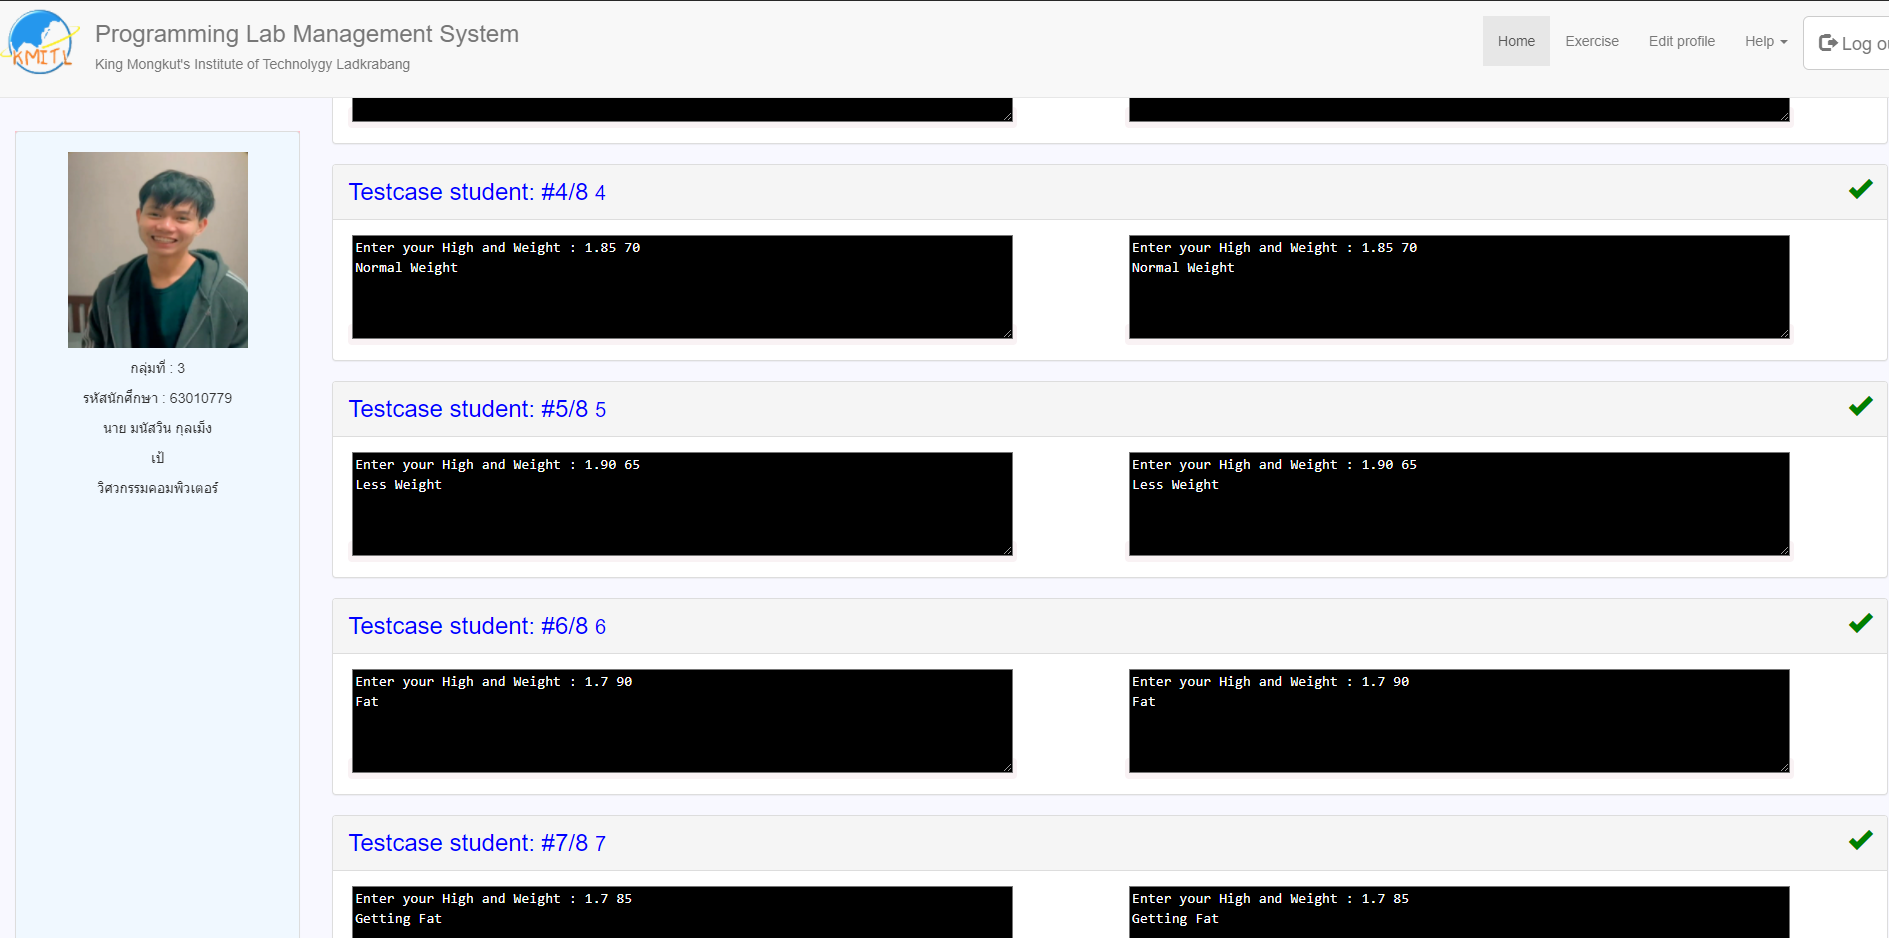 KMITL
Programming Lab Management System
King Mongkut's Institute of Technolygy Ladkrabang
Home
Exercise
Edit profile
Help
Log
กลุ่มที่ : 3
รหัสนักศึกษา : 63010779
นาย มนัสวิน กุลเม็ง
เป้
วิศวกรรมคอมพิวเตอร์
Testcase student: #4/8 4
Enter your High and Weight : 1.85 70
Normal Weight
Enter your High and Weight : 1.85 70
Normal Weight
Testcase student: #5/8 5
Enter your High and Weight : 1.90 65
Less Weight
Enter your High and Weight : 1.90 65
Less Weight
Testcase student: #6/8 6
Enter your High and Weight : 1.7 90
Fat
Enter your High and Weight : 1.7 90
Fat
Testcase student: #7/8 7
Enter your High and Weight : 1.7 85
Getting Fat
Enter your High and Weight : 1.7 85
Getting Fat